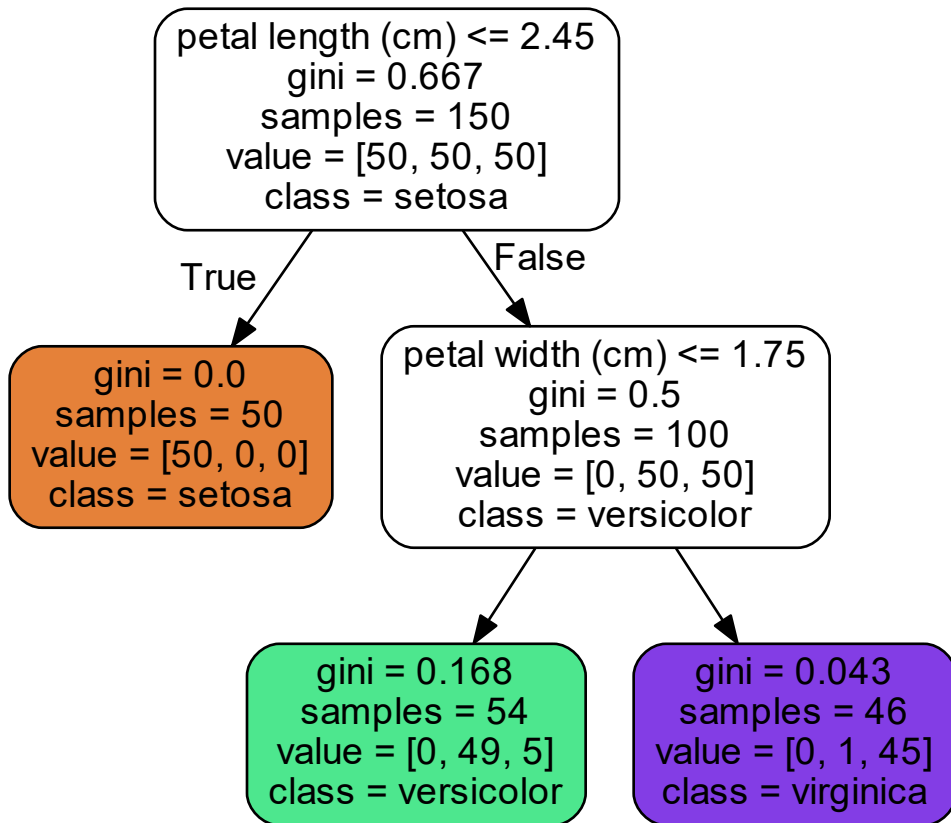 petal length (cm) <= 2.45
gini = 0.667
samples = 150
value = [50, 50, 50]
class = setosa
True
False
gini = 0.0
samples = 50
value = [50, 0, 0]
class = setosa
petal width (cm) <= 1.75
gini = 0.5
samples = 100
value = [0, 50, 50]
class = versicolor
gini = 0.168
samples = 54
value = [0, 49, 5]
class = versicolor
gini = 0.043
samples = 46
value = [0, 1, 45]
class = virginica